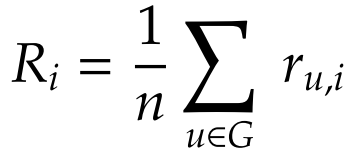 R_i = \frac{1}{n} \sum_{u \in G} r_{u,i}